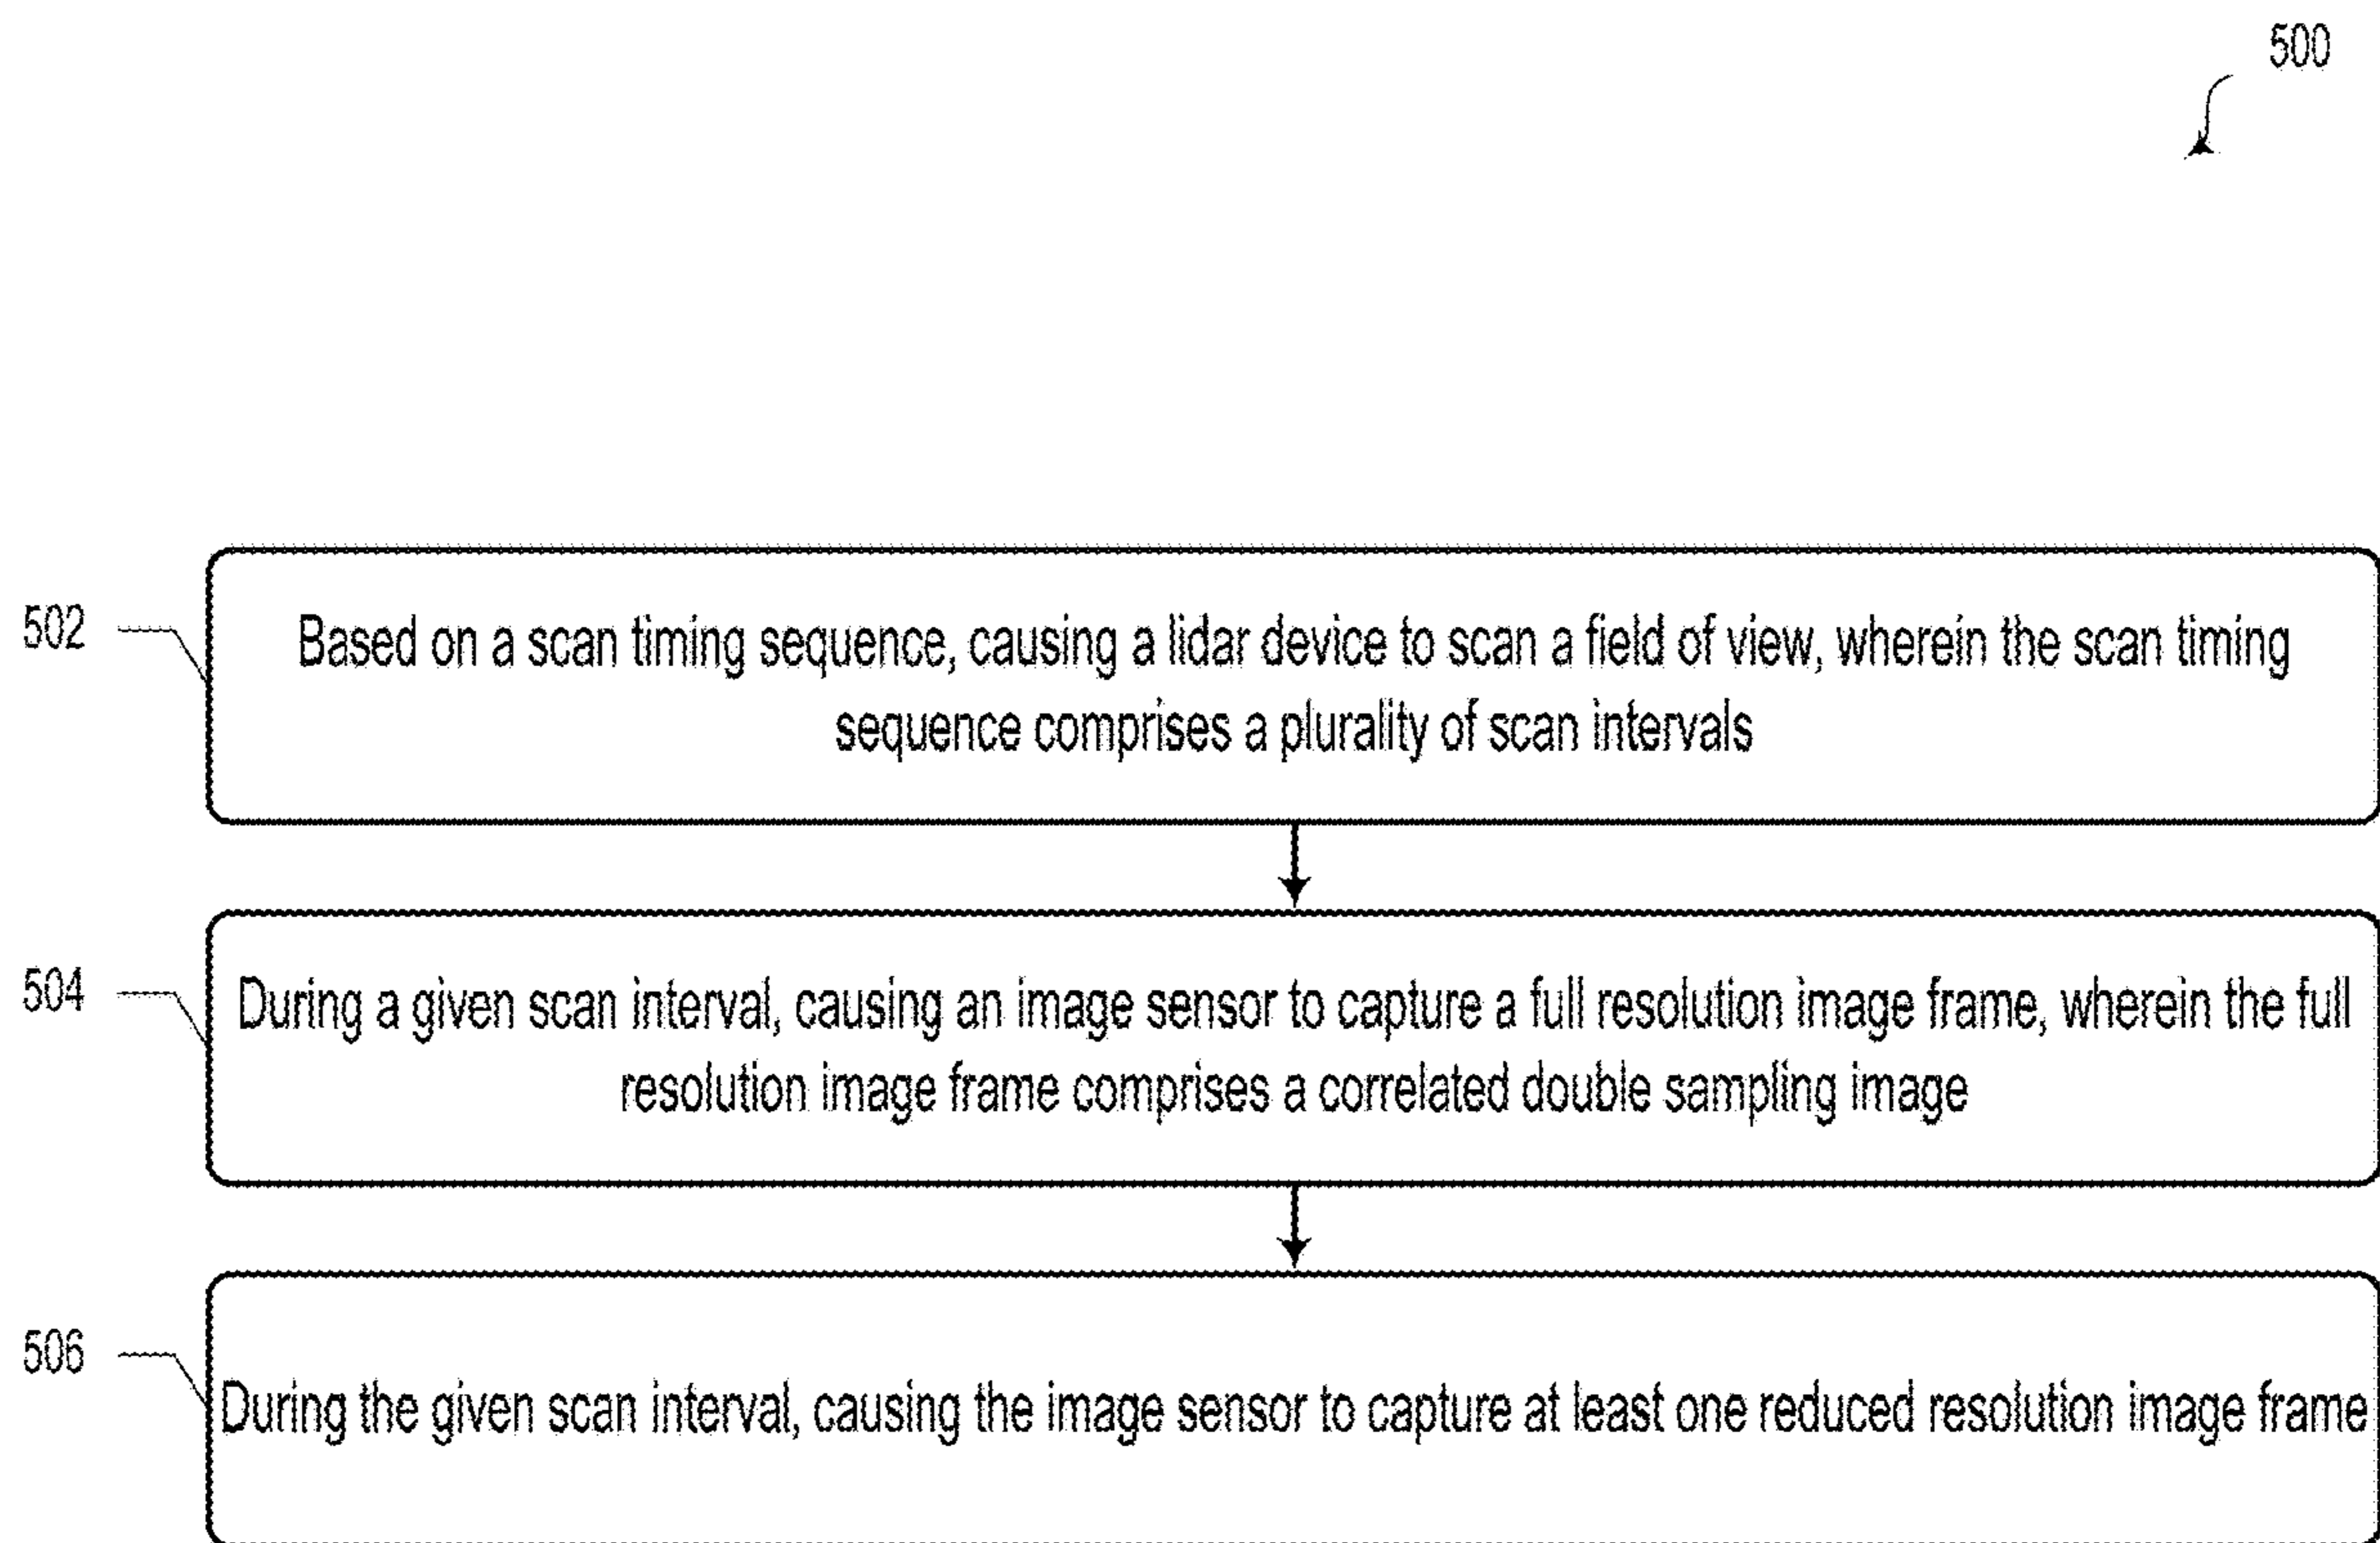 500
502
Based on a scan timing sequence, causing a lidar device to scan a field of view, wherein the scan timing
sequence comprises a plurality of scan intervals
504
During a given scan interval, causing an image sensor to capture a full resolution image frame, wherein the full
resolution image frame comprises a correlated double sampling image
506
During the given scan interval, causing the image sensor to capture at least one reduced resolution image frame